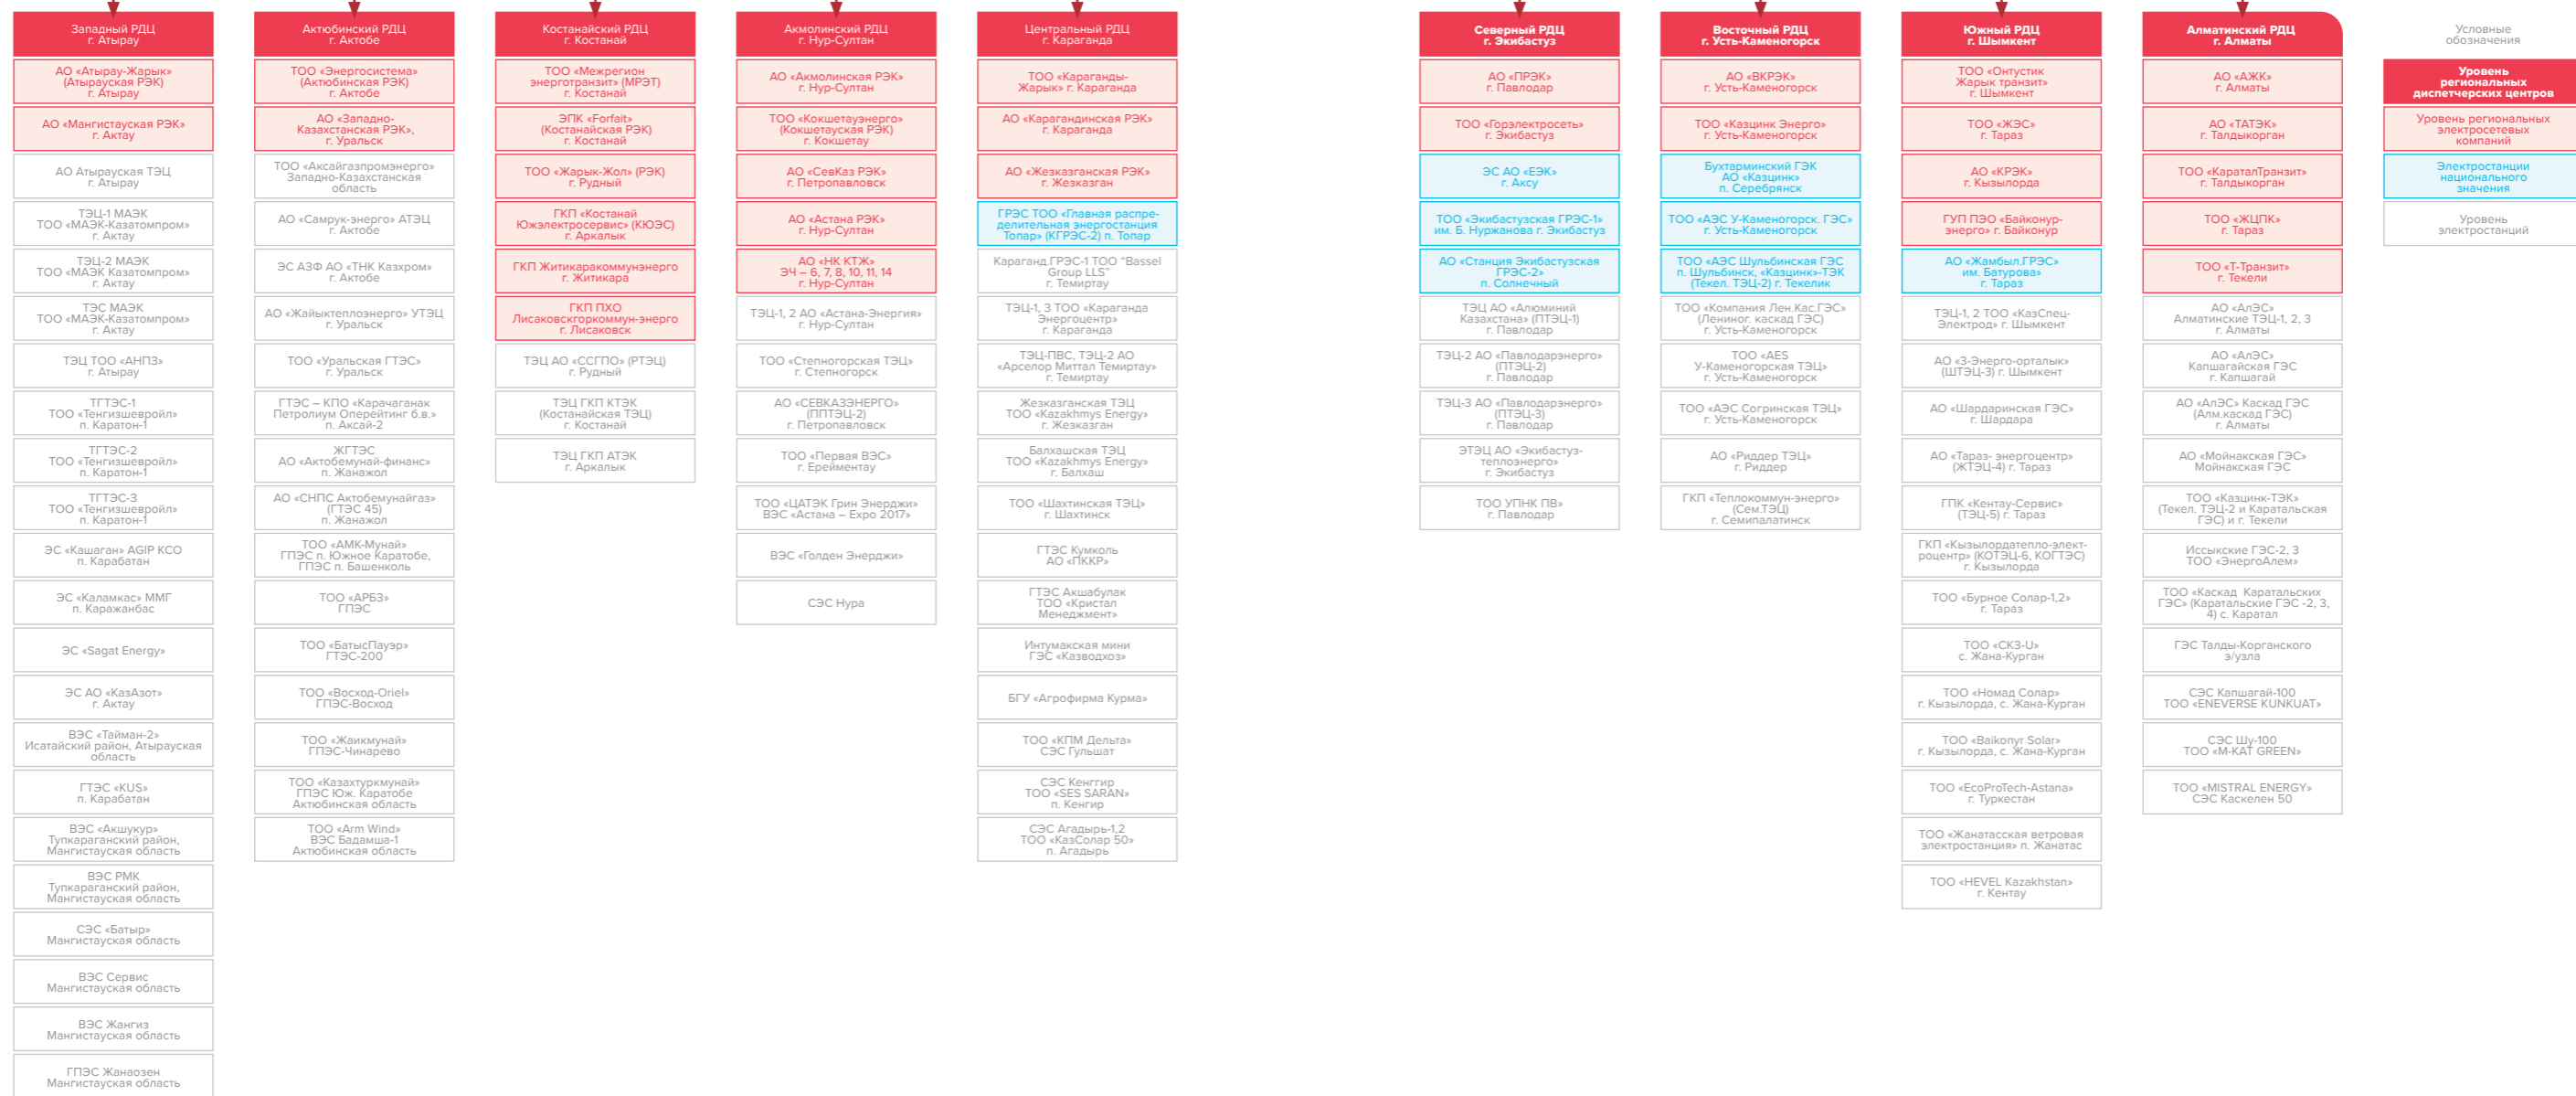 Западный РДЦ
г. Атырау
АО «Атырау-Жарык»
(Атырауская РЭК)
г. Атырау
АО «Мангистауская РЭК»
г. Актау
АО Атырауская ТЭЦ
г. Атырау
ТЭЦ-1 МАЭК
ТОО «МАЭК-Казатомпром»
г. Актау
ТЭЦ-2 МАЭК
ТОО «МАЭК Казатомпром»
г. Актау
ТЭС МАЭК
ТОО «МАЭК-Казатомпром»
г. Актау
ТЭЦ ТОО «АНПЗ»
г. Атырау
ТГТЭС-1
ТОО «Тенгизшевройл»
п. Каратон-1
ТГТЭС-2
ТОО «Тенгизшевройл»
п. Каратон-1
ТГТЭС-3
ТОО «Тенгизшевройл»
п. Каратон-1
ЭС «Кашаган» AGIP КСО
п. Карабатан
ЭС «Каламкас» ММГ
п. Каражанбас
ЭС «Sagat Energy»
ЭС АО «КазАзот»
г. Актау
ВЭС «Тайман-2»
Исатайский район, Атырауская
область
ГТЭС «KUS»
п. Карабатан
ВЭС «Акшукур»
Тупкараганский район,
Мангистауская область
ВЭС РМК
Тупкараганский район,
Мангистауская область
СЭС «Батыр»
Мангистауская область
ВЭС Сервис
Мангистауская область
ВЭС Жангиз
Мангистауская область
ГПЭС Жанаозен
Мангистауская область
Актюбинский РДЦ
г. Актобе
ТОО «Энергосистема»
(Актюбинская РЭК)
г. Актобе
АО «Западно-
Казахстанская РЭК»,
г. Уральск
ТОО «Аксайгазпромэнерго»
Западно-Казахстанская
область
АО «Самрук-энерго» АТЭЦ
г. Актобе
ЭС АЗФ АО «ТНК Казхром»
г. Актобе
АО «Жайыктеплоэнерго» УТЭЦ
г. Уральск
ТОО «Уральская ГТЭС»
г. Уральск
ГТЭС – КПО «Карачаганак
Петролиум Оперейтинг б.в.»
п. Аксай-2
ЖГТЭС
АО «Актобемунай-финанс»
п. Жанажол
АО «СНПС Актобемунайгаз»
(ГТЭС 45)
п. Жанажол
ТОО «АМК-Мунай»
ГПЭС п. Южное Каратобе,
ГПЭС п. Башенколь
ТОО «АРБЗ»
ГПЭС
ТОО «БатысПауэр»
ГТЭС-200
ТОО «Восход-Oriel»
ГПЭС-Восход
ТОО «Жаикмунай»
ГПЭС-Чинарево
ТОО «Казахтуркмунай»
ГПЭС Юж. Каратобе
Актюбинская область
ТОО «Arm Wind»
ВЭС Бадамша-1
Актюбинская область
Костанайский РДЦ
г. Костанай
ТОО «Межрегион
энерготранзит» (МРЭТ)
г. Костанай
ЭПК «Forfait»
(Костанайская РЭК)
г. Костанай
ТОО «Жарык-Жол» (РЭК)
г. Рудный
ГКП «Костанай
Южэлектросервис» (КЮЭС)
г. Аркалык
ГКП Житикаракоммунэнерго
г. Житикара
ГКП ПХО
Лисаковскгоркоммун-энерго
г. Лисаковск
ТЭЦ АО «ССГПО» (РТЭЦ)
г. Рудный
ТЭЦ ГКП КТЭК
(Костанайская ТЭЦ)
г. Костанай
ТЭЦ ГКП АТЭК
г. Аркалык
Акмолинский РДЦ
г. Нур-Султан
АО «Акмолинская РЭК»
г. Нур-Султан
ТОО «Кокшетауэнерго»
(Кокшетауская РЭК)
г. Кокшетау
АО «СевКаз РЭК»
г. Петропавловск
АО «Астана РЭК»
г. Нур-Султан
АО «НК КТЖ»
ЭЧ – 6, 7, 8, 10, 11, 14
г. Нур-Султан
ТЭЦ-1, 2 АО «Астана-Энергия»
г. Нур-Султан
ТОО «Степногорская ТЭЦ»
г. Степногорск
АО «СЕВКАЗЭНЕРГО»
(ППТЭЦ-2)
г. Петропавловск
ТОО «Первая ВЭС»
г. Ерейментау
ТОО «ЦАТЭК Грин Энерджи»
ВЭС «Астана – Expo 2017»
ВЭС «Голден Энерджи»
СЭС Нура
Центральный РДЦ
г. Караганда
ТОО «Караганды-
Жарык» г. Караганда
АО «Карагандинская РЭК»
г. Караганда
АО «Жезказганская РЭК»
г. Жезказган
ГРЭС ТОО «Главная распре-
делительная энергостанция
Топар» (КГРЭС-2) п. Топар
Караганд.ГРЭС-1 ТОО “Bassel
Group LLS”
г. Темиртау
ТЭЦ-1, 3 ТОО «Караганда
Энергоцентр»
г. Караганда
ТЭЦ-ПВС, ТЭЦ-2 АО
«Арселор Миттал Темиртау»
г. Темиртау
Жезказганская ТЭЦ
ТОО «Kazakhmys Energy»
г. Жезказган
Балхашская ТЭЦ
ТОО «Kazakhmys Energy»
г. Балхаш
ТОО «Шахтинская ТЭЦ»
г. Шахтинск
ГТЭС Кумколь
АО «ПККР»
ГТЭС Акшабулак
ТОО «Кристал
Менеджмент»
Интумакская мини
ГЭС «Казводхоз»
БГУ «Агрофирма Курма»
ТОО «КПМ Дельта»
СЭС Гульшат
СЭС Кенггир
ТОО «SES SARAN»
п. Кенгир
СЭС Агадырь-1,2
ТОО «КазСолар 50»
п. Агадырь
Северный РДЦ
г. Экибастуз
АО «ПРЭК»
г. Павлодар
ТОО «Горэлектросеть»
г. Экибастуз
ЭС АО «ЕЭК»
г. Аксу
ТОО «Экибастузская ГРЭС-1»
им. Б. Нуржанова г. Экибастуз
АО «Станция Экибастузская
ГРЭС-2»
п. Солнечный
ТЭЦ АО «Алюминий
Казахстана» (ПТЭЦ-1)
г. Павлодар
ТЭЦ-2 АО «Павлодарэнерго»
(ПТЭЦ-2)
г. Павлодар
ТЭЦ-3 АО «Павлодарэнерго»
(ПТЭЦ-3)
г. Павлодар
ЭТЭЦ АО «Экибастуз-
теплоэнерго»
г. Экибастуз
ТОО УПНК ПВ»
г. Павлодар
Восточный РДЦ
г. Усть-Каменогорск
АО «ВКРЭК»
г. Усть-Каменогорск
ТОО «Казцинк Энерго»
г. Усть-Каменогорск
Бухтарминский ГЭК
АО «Казцинк»
п. Серебрянск
ТОО «АЭС У-Каменогорск. ГЭС»
г. Усть-Каменогорск
ТОО «АЭС Шульбинская ГЭС
п. Шульбинск, «Казцинк»-ТЭК
(Текел. ТЭЦ-2) г. Текелик
ТОО «Компания Лен.Кас.ГЭС»
(Лениног. каскад ГЭС)
г. Усть-Каменогорск
ТОО «AES
У-Каменогорская ТЭЦ»
г. Усть-Каменогорск
ТОО «АЭС Согринская ТЭЦ»
г. Усть-Каменогорск
АО «Риддер ТЭЦ»
г. Риддер
ГКП «Теплокоммун-энерго»
(Сем.ТЭЦ)
г. Семипалатинск
Южный РДЦ
г. Шымкент
ТОО «Онтустик
Жарык транзит»
г. Шымкент
ТОО «ЖЭС»
г. Тараз
АО «КРЭК»
г. Кызылорда
ГУП ПЭО «Байконур-
энерго» г. Байконур
АО «Жамбыл.ГРЭС»
им. Батурова»
г. Тараз
ТЭЦ-1, 2 ТОО «КазСпец-
Электрод» г. Шымкент
АО «3-Энерго-орталык»
(ШТЭЦ-3) г. Шымкент
АО «Шардаринская ГЭС»
г. Шардара
АО «Тараз- энергоцентр»
(ЖТЭЦ-4) г. Тараз
ГПК «Кентау-Сервис»
(ТЭЦ-5) г. Тараз
ГКП «Кызылордатепло-элект-
роцентр» (КОТЭЦ-6, КОГТЭС)
г. Кызылорда
ТОО «Бурное Солар-1,2»
г. Тараз
ТОО «СКЗ-U»
с. Жана-Курган
ТОО «Номад Солар»
г. Кызылорда, с. Жана-Курган
ТОО «Baikonyr Solar»
г. Кызылорда, с. Жана-Курган
ТОО «EcoProTech-Astana»
г. Туркестан
ТОО «Жанатасская ветровая
электростанция» п. Жанатас
ТОО «HEVEL Kazakhstan»
г. Кентау
Алматинский РДЦ
г. Алматы
АО «АЖК»
г. Алматы
АО «ТАТЭК»
г. Талдыкорган
ТОО «КараталТранзит»
г. Талдыкорган
ТОО «ЖЦПК»
г. Тараз
ТОО «Т-Транзит»
г. Текели
АО «АлЭС»
Алматинские ТЭЦ-1, 2, 3
г. Алматы
АО «АлЭС»
Капшагайская ГЭС
г. Капшагай
АО «АлЭС» Каскад ГЭС
(Алм.каскад ГЭС)
г. Алматы
АО «Мойнакская ГЭС»
Мойнакская ГЭС
ТОО «Казцинк-ТЭК»
(Текел. ТЭЦ-2 и Каратальская
ГЭС) и г. Текели
Иссыкские ГЭС-2, 3
ТОО «ЭнергоАлем»
ТОО «Каскад Каратальских
ГЭС» (Каратальские ГЭС -2, 3,
4) с. Каратал
ГЭС Талды-Корганского
э/узла
СЭС Капшагай-100
ТОО «ENEVERSE KUNKUAT»
СЭС Шу-100
ТОО «M-KAT GREEN»
ТОО «MISTRAL ENERGY»
СЭС Каскелен 50
Условные
обозначения
Уровень
региональных
диспетчерских центров
Уровень региональных
электросетевых
компаний
Электростанции
национального
значения
Уровень
электростанций